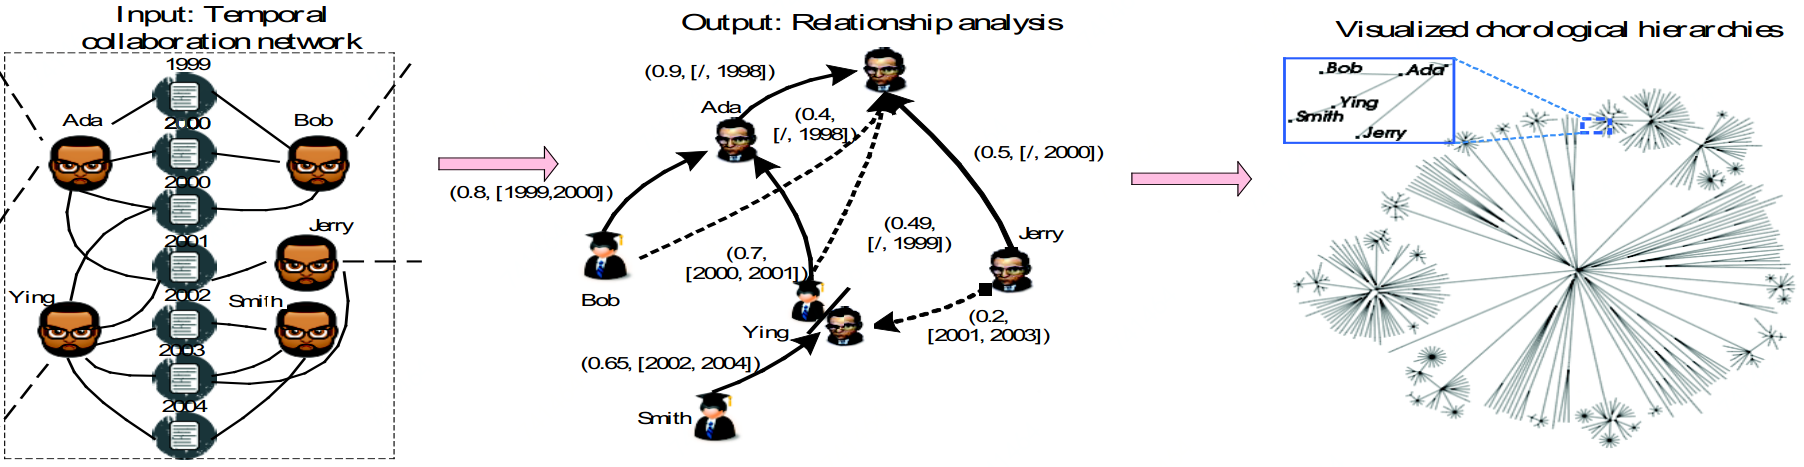 Input: Temporal
collaboration network
1999
Ada
Bob
2000
2000
Jerry
2001
Ying
2002
Smith
2003
2004
Output: Relationship analysis
(0.9, [/, 1998])
Ada
(0.4,
[/, 1998])
(0.5, [/, 2000])
(0.8, [1999,2000])
(0.49,
[/, 1999])
Jerry
(0.7,
[2000, 2001])
Bob
Ying
(0.2,
[2001, 2003])
(0.65, [2002, 2004])
Smith
Visualized chorological hierarchies
Bob
Ada
Ying
Smith
Jerry